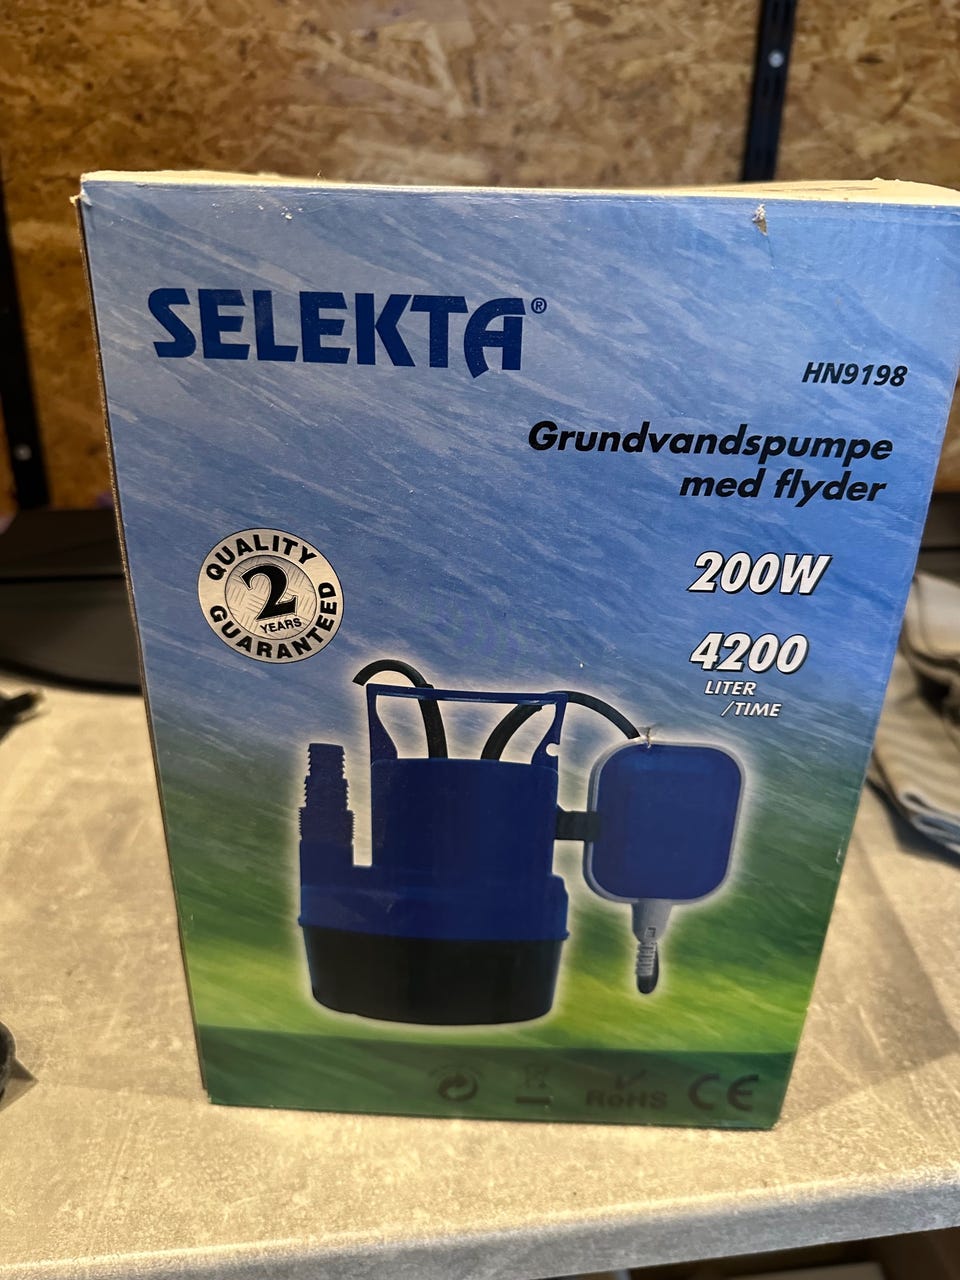 SELEKTA®
HN9198
Grundvandspumpe
med flyder
200W
4200
LITER
/TIME
QUALITY
2
YEARS
GUARANTEED
RoHS
CE